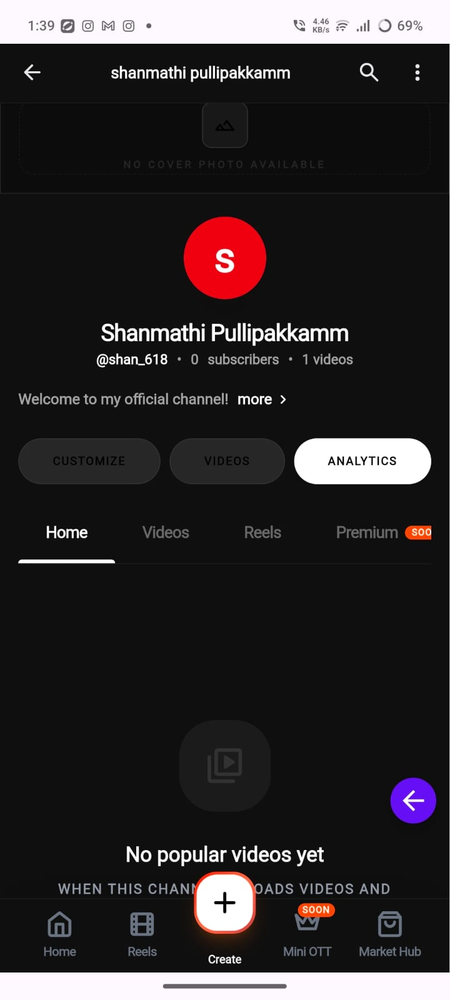 1:39 4.46 KB/s 69%
shanmathi pullipakkamm
NO COVER PHOTO AVAILABLE
S
Shanmathi Pullipakkamm
@shan_618 • 0 subscribers • 1 videos
Welcome to my official channel! more >
CUSTOMIZE VIDEOS ANALYTICS
Home Videos Reels Premium SOO
No popular videos yet
WHEN THIS CHANN OADS VIDEOS AND
SOON
Home Reels Create Mini OTT Market Hub